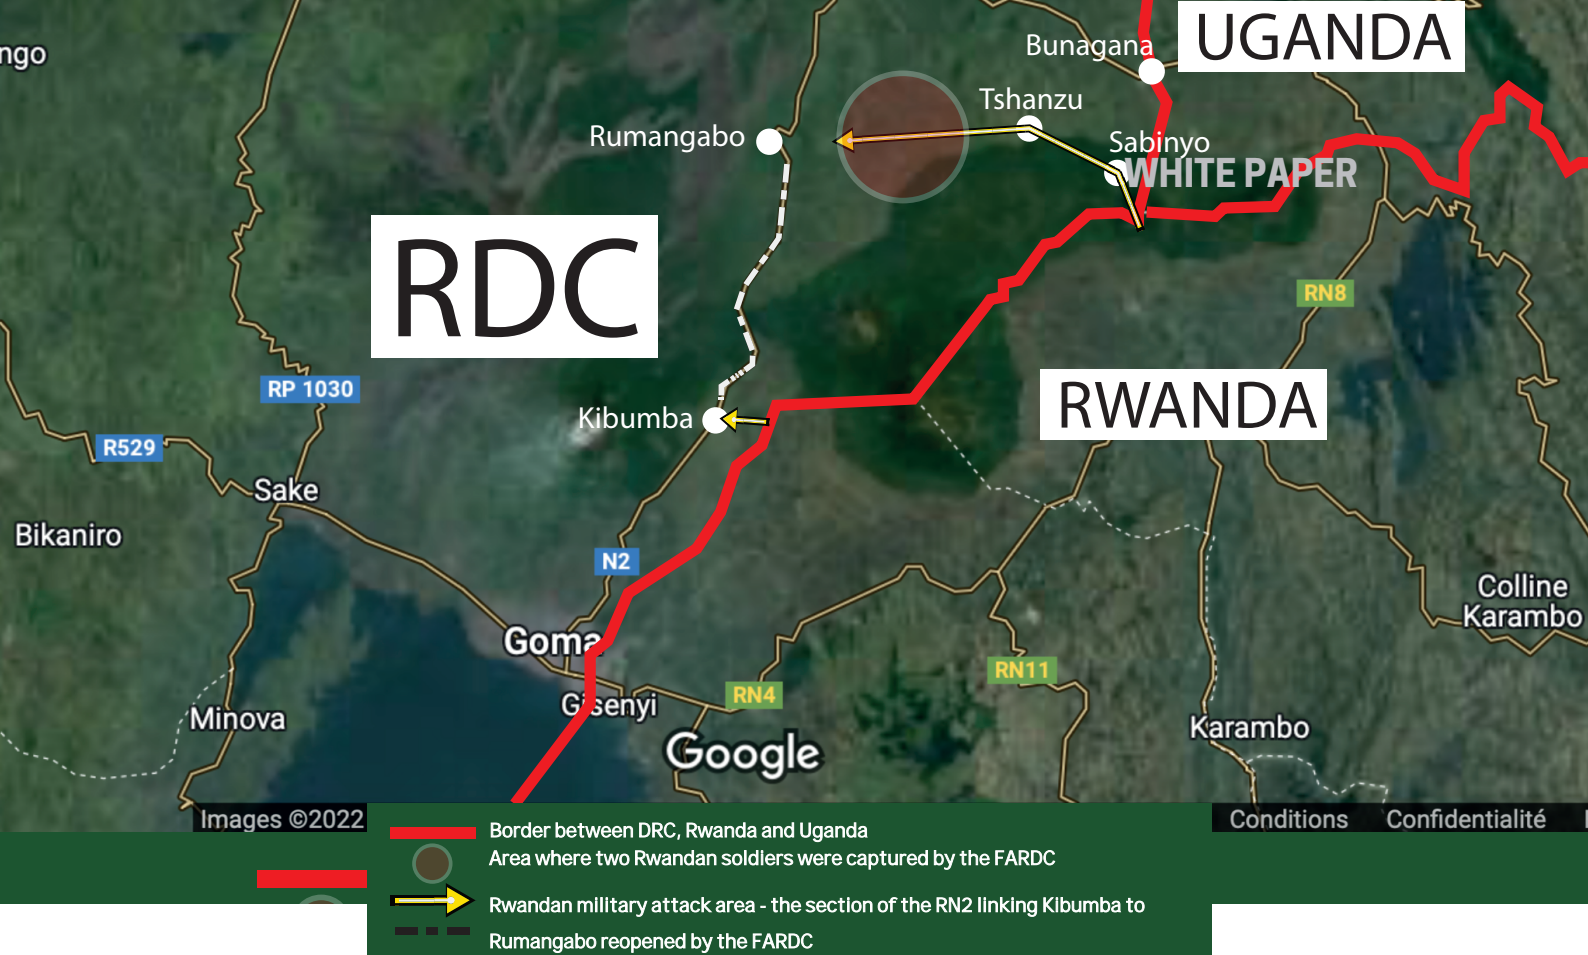 ngo
Bunagana
UGANDA
Tshanzu
Rumangabo
Sabinyo
WHITE PAPER
RDC
RN8
RP 1030
RWANDA
Kibumba
R529
Sake
Bikaniro
N2
Colline
Karambo
Goma
RN11
Gisenyi
RN4
Minova
Karambo
Google
Images ©2022
Conditions
Confidentialité
Border between DRC, Rwanda and Uganda
Area where two Rwandan soldiers were captured by the FARDC
Rwandan military attack area - the section of the RN2 linking Kibumba to
Rumangabo reopened by the FARDC